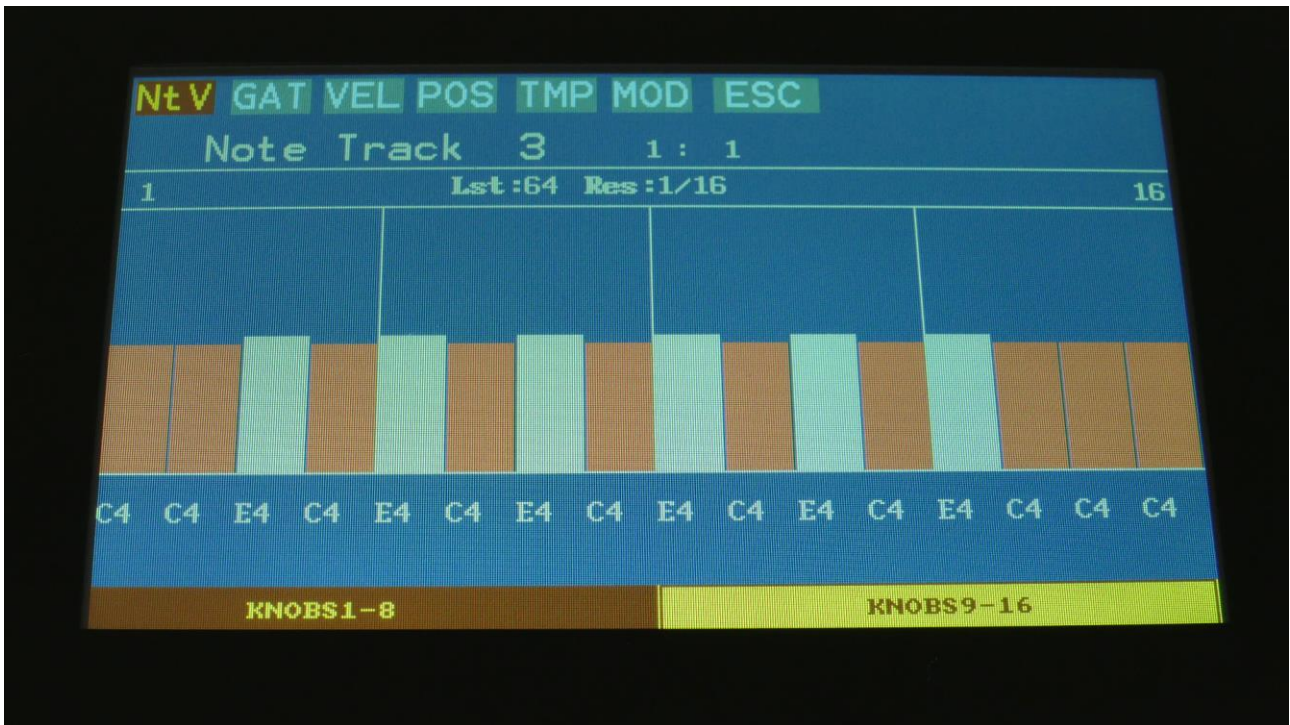 NtV GAT VEL POS TMP MOD ESC
Note Track 3 1: 1
1 Lst:64 Res:1/16 16
C4 C4 E4 C4 E4 C4 E4 C4 E4 C4 E4 C4 E4 C4 C4 C4
KNOBS1-8 KNOBS9-16